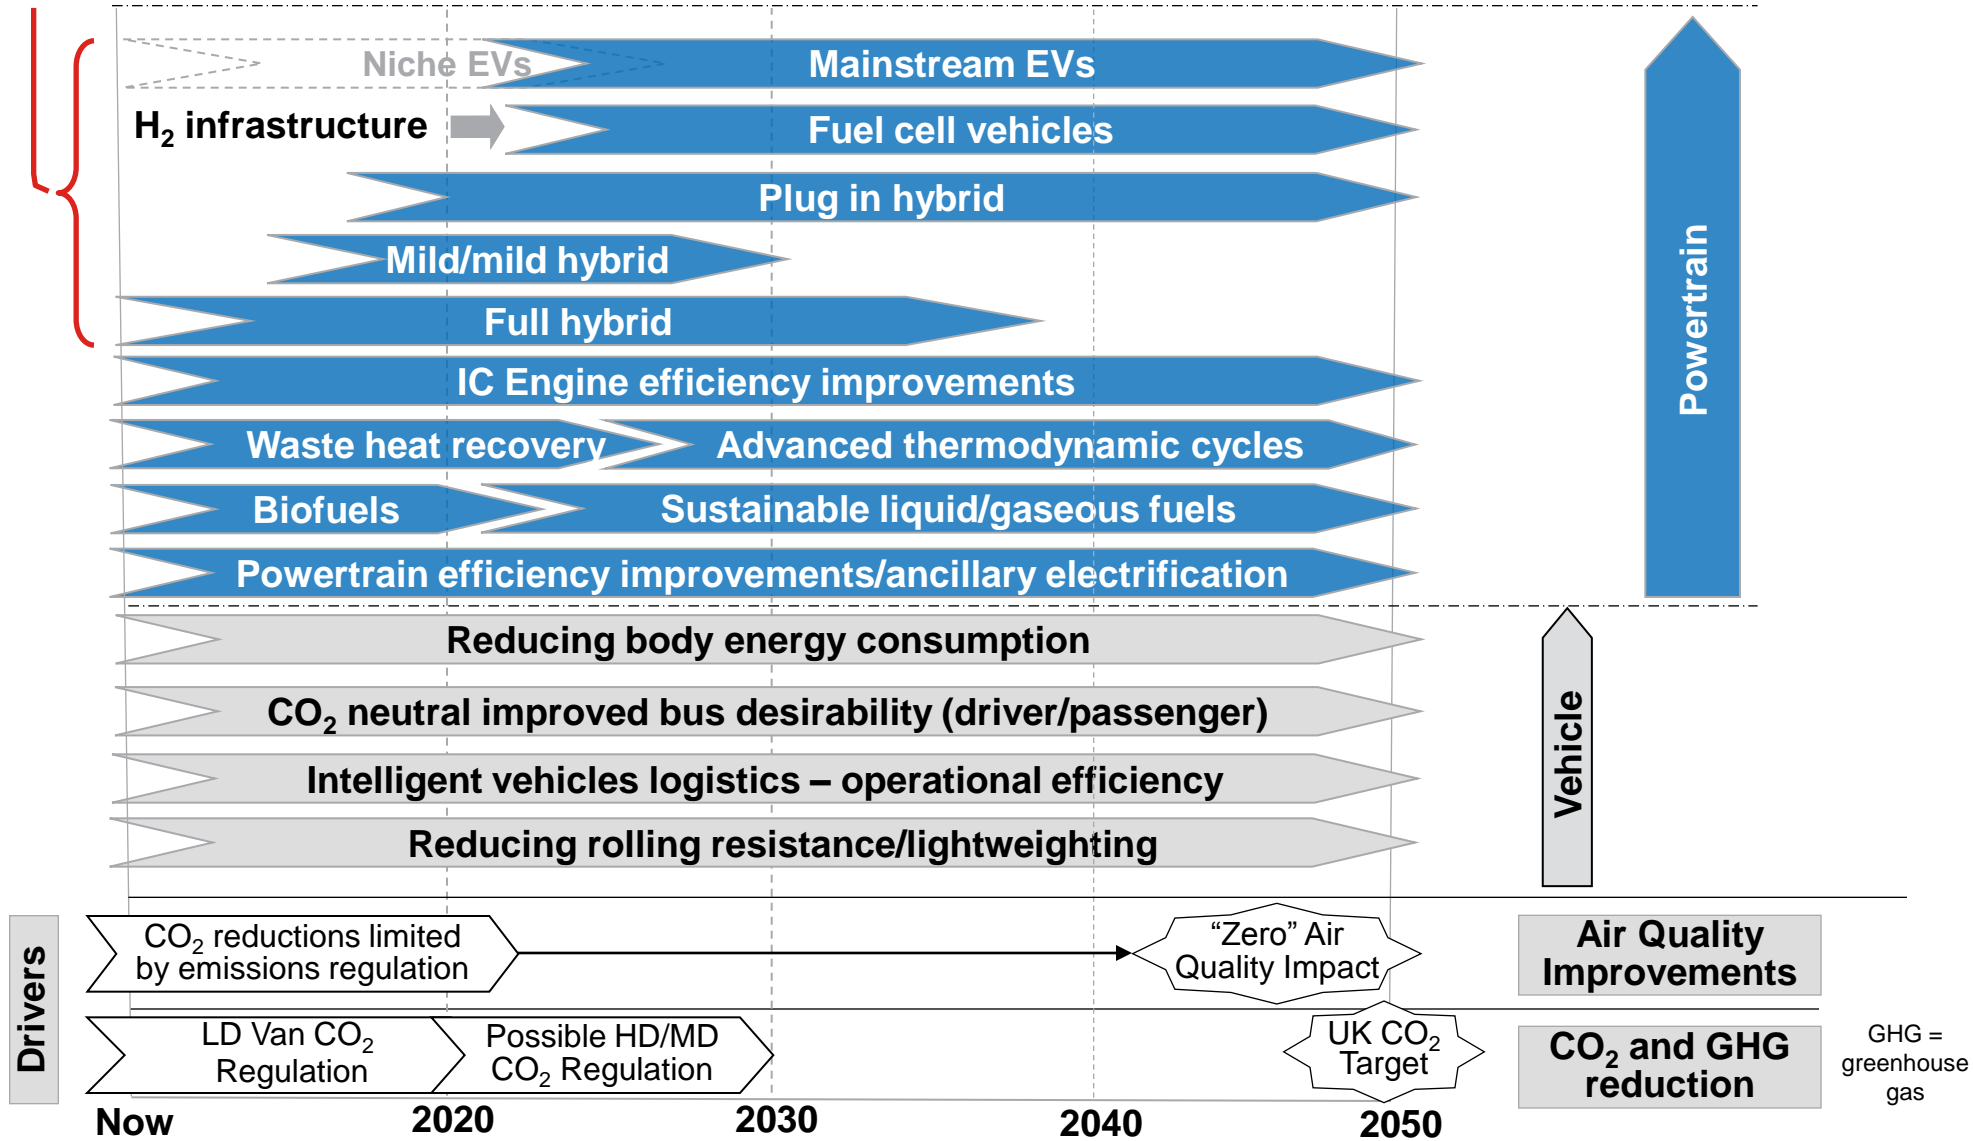 Niche EVs
Mainstream EVs
H₂ infrastructure
Fuel cell vehicles
Plug in hybrid
Mild/mild hybrid
Full hybrid
IC Engine efficiency improvements
Waste heat recovery
Advanced thermodynamic cycles
Biofuels
Sustainable liquid/gaseous fuels
Powertrain efficiency improvements/ancillary electrification
Powertrain
Reducing body energy consumption
CO₂ neutral improved bus desirability (driver/passenger)
Intelligent vehicles logistics – operational efficiency
Reducing rolling resistance/lightweighting
Vehicle
Drivers
CO₂ reductions limited
by emissions regulation
“Zero” Air
Quality Impact
Air Quality
Improvements
LD Van CO₂
Regulation
Possible HD/MD
CO₂ Regulation
UK CO₂
Target
CO₂ and GHG
reduction
GHG =
greenhouse
gas
Now
2020
2030
2040
2050